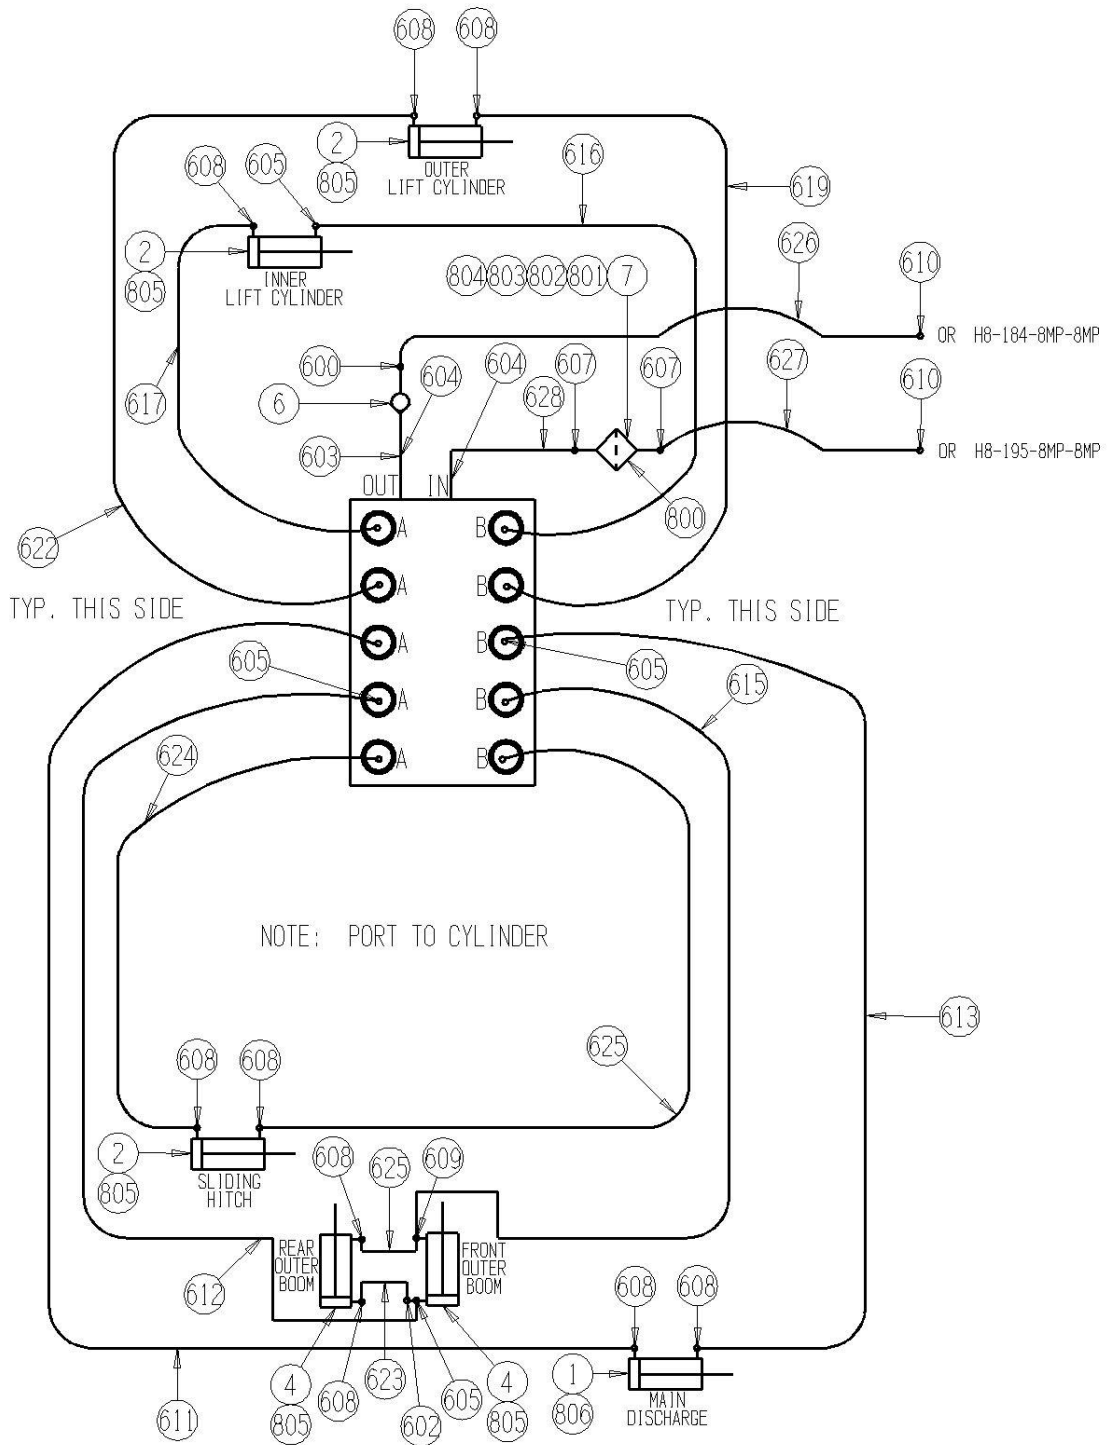 608 608
2
805
OUTER
LIFT CYLINDER
616
608 605
619
2
805
INNER
LIFT CYLINDER
804 803 802 801 7
626
610
OR H8-184-8MP-8MP
600
604
604
607
607
627
610
617
6
628
603
OR H8-195-8MP-8MP
OUT IN
800
622
A B
TYP. THIS SIDE
A B
TYP. THIS SIDE
A B
605
605
615
A B
624
A B
NOTE: PORT TO CYLINDER
613
625
608 608
2
805
SLIDING
HITCH
608 625 609
REAR
OUTER
BOOM
FRONT
OUTER
BOOM
612
608 608
4
805
608
623
602
605
4
805
1
806
MAIN
DISCHARGE
611